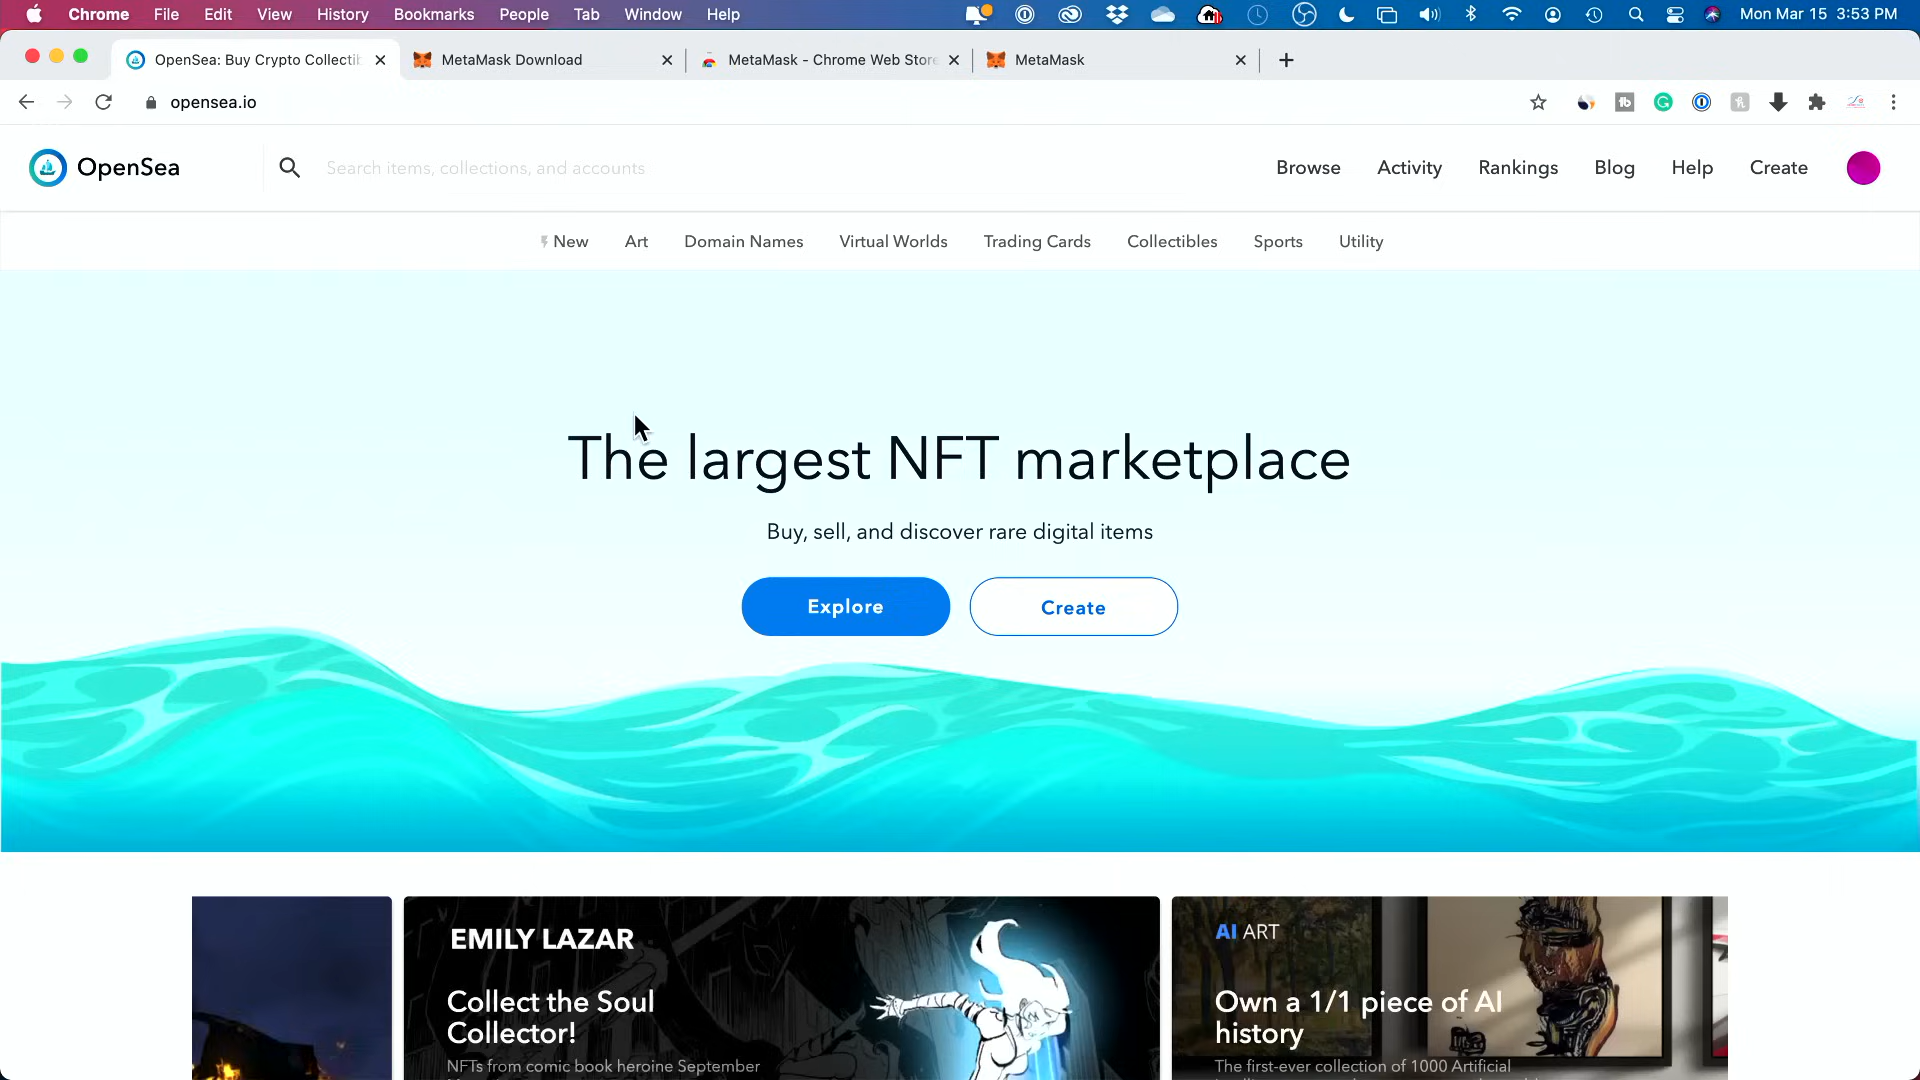 Chrome File Edit View History Bookmarks People Tab Window Help Mon Mar 15 3:53 PM
OpenSea: Buy Crypto Collectib MetaMask Download MetaMask - Chrome Web Store MetaMask
opensea.io
OpenSea Search items, collections, and accounts Browse Activity Rankings Blog Help Create
New Art Domain Names Virtual Worlds Trading Cards Collectibles Sports Utility
The largest NFT marketplace
Buy, sell, and discover rare digital items
Explore Create
EMILY LAZAR
Collect the Soul
Collector!
NFTs from comic book heroine September
AI ART
Own a 1/1 piece of AI
history
The first-ever collection of 1000 Artificial